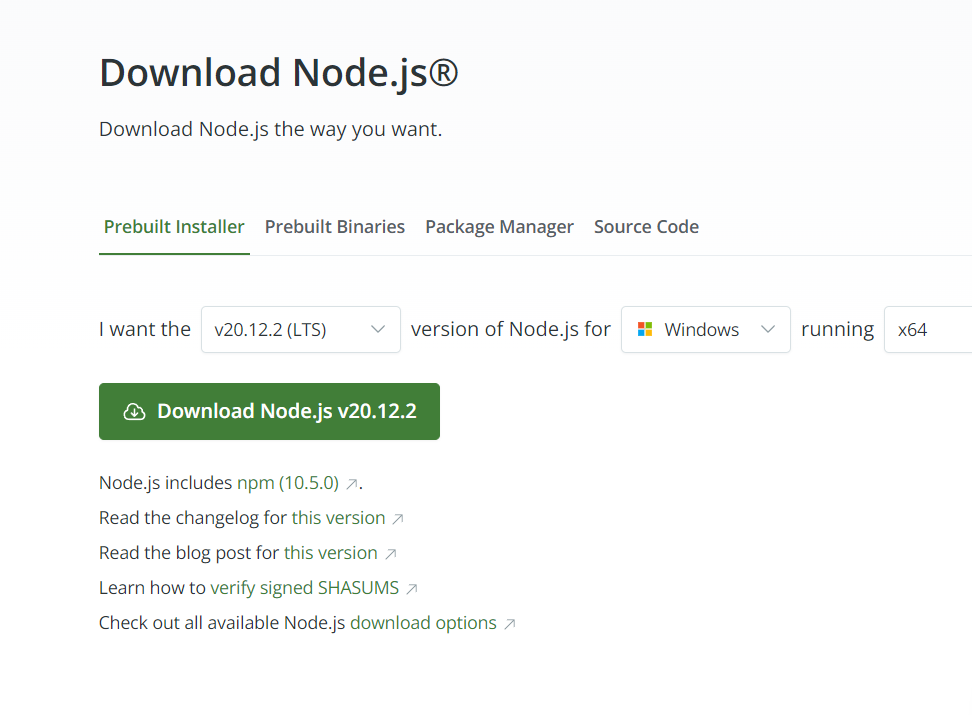 Download Node.js®
Download Node.js the way you want.
Prebuilt Installer Prebuilt Binaries Package Manager Source Code
I want the v20.12.2 (LTS) version of Node.js for Windows running x64
Download Node.js v20.12.2
Node.js includes npm (10.5.0) ↗.
Read the changelog for this version ↗
Read the blog post for this version ↗
Learn how to verify signed SHASUMS ↗
Check out all available Node.js download options ↗